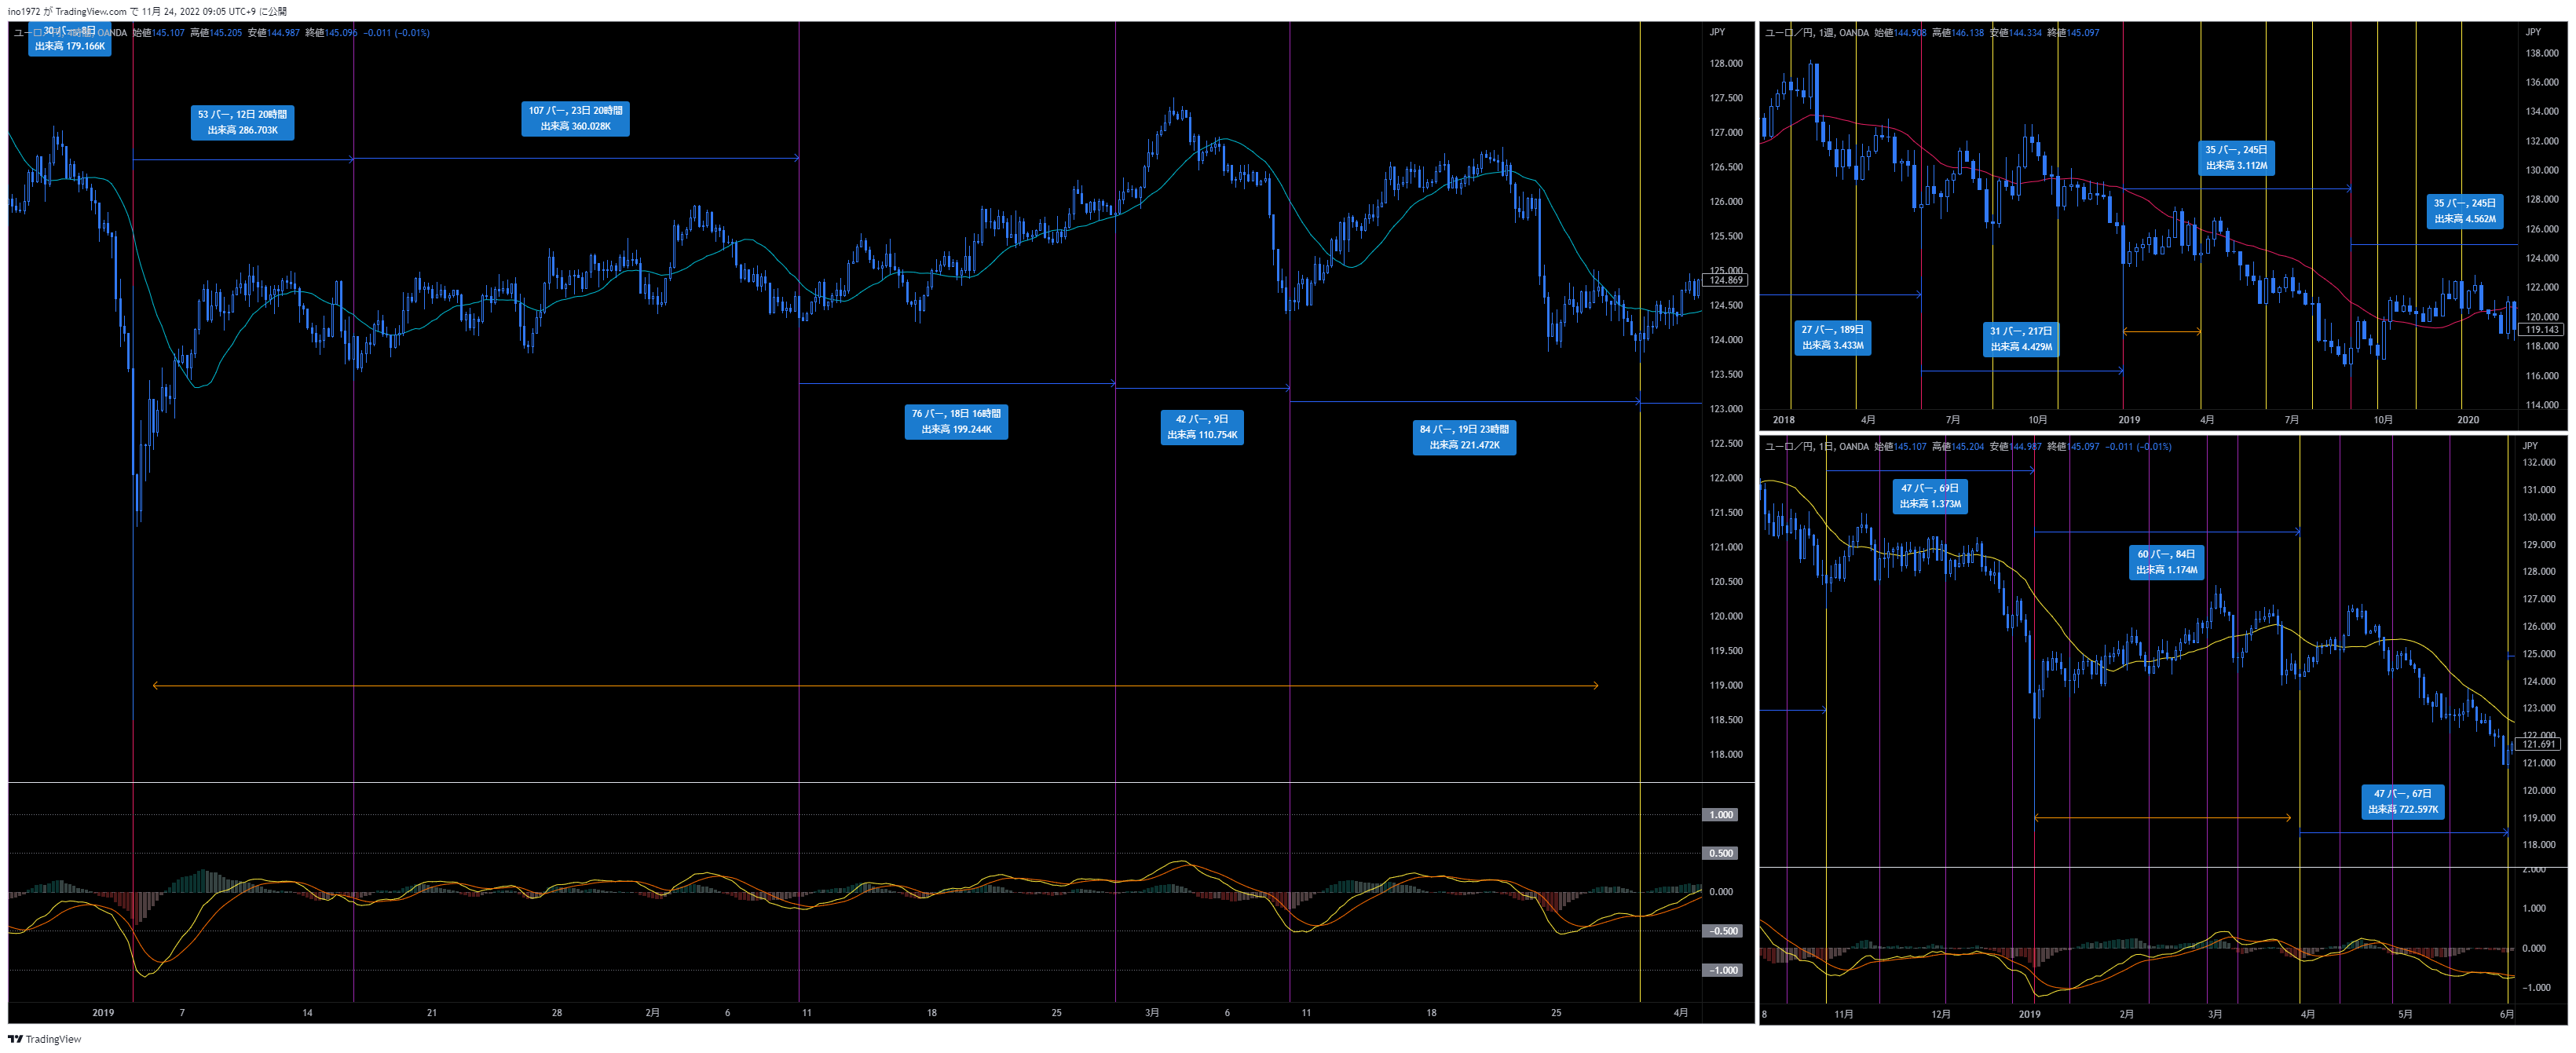 ino1972 が TradingView.com で 11月 24, 2022 09:05 UTC+9 に公開
OANDA 始値145.107 高値145.205 安値144.987 終値145.096 −0.011 (−0.01%)
出来高 179.166K
53 バー, 12日 20時間
出来高 286.703K
107 バー, 23日 20時間
出来高 360.028K
76 バー, 18日 16時間
出来高 199.244K
42 バー, 9日
出来高 110.754K
84 バー, 19日 23時間
出来高 221.472K
JPY
128.000
127.500
127.000
126.500
126.000
125.500
125.000
124.869
124.500
124.000
123.500
123.000
122.500
122.000
121.500
121.000
120.500
120.000
119.500
119.000
118.500
118.000
1.000
0.500
0.000
−0.500
−1.000
2019 7 14 21 28 2月 6 11 18 25 3月 6 11 18 25 4月
ユーロ／円, 1週, OANDA 始値144.908 高値146.138 安値144.334 終値145.097
27 バー, 189日
出来高 3.433M
31 バー, 217日
出来高 4.429M
35 バー, 245日
出来高 3.112M
35 バー, 245日
出来高 4.562M
JPY
138.000
136.000
134.000
132.000
130.000
128.000
126.000
124.000
122.000
120.000
119.143
118.000
116.000
114.000
2018 4月 7月 10月 2019 4月 7月 10月 2020
ユーロ／円, 1日, OANDA 始値145.107 高値145.204 安値144.987 終値145.097 −0.011 (−0.01%)
47 バー, 69日
出来高 1.373M
60 バー, 84日
出来高 1.174M
47 バー, 67日
出来高 722.597K
JPY
132.000
131.000
130.000
129.000
128.000
127.000
126.000
125.000
124.000
123.000
122.000
121.691
121.000
120.000
119.000
118.000
2.000
1.000
0.000
−1.000
8 11月 12月 2019 2月 3月 4月 5月 6月
TradingView